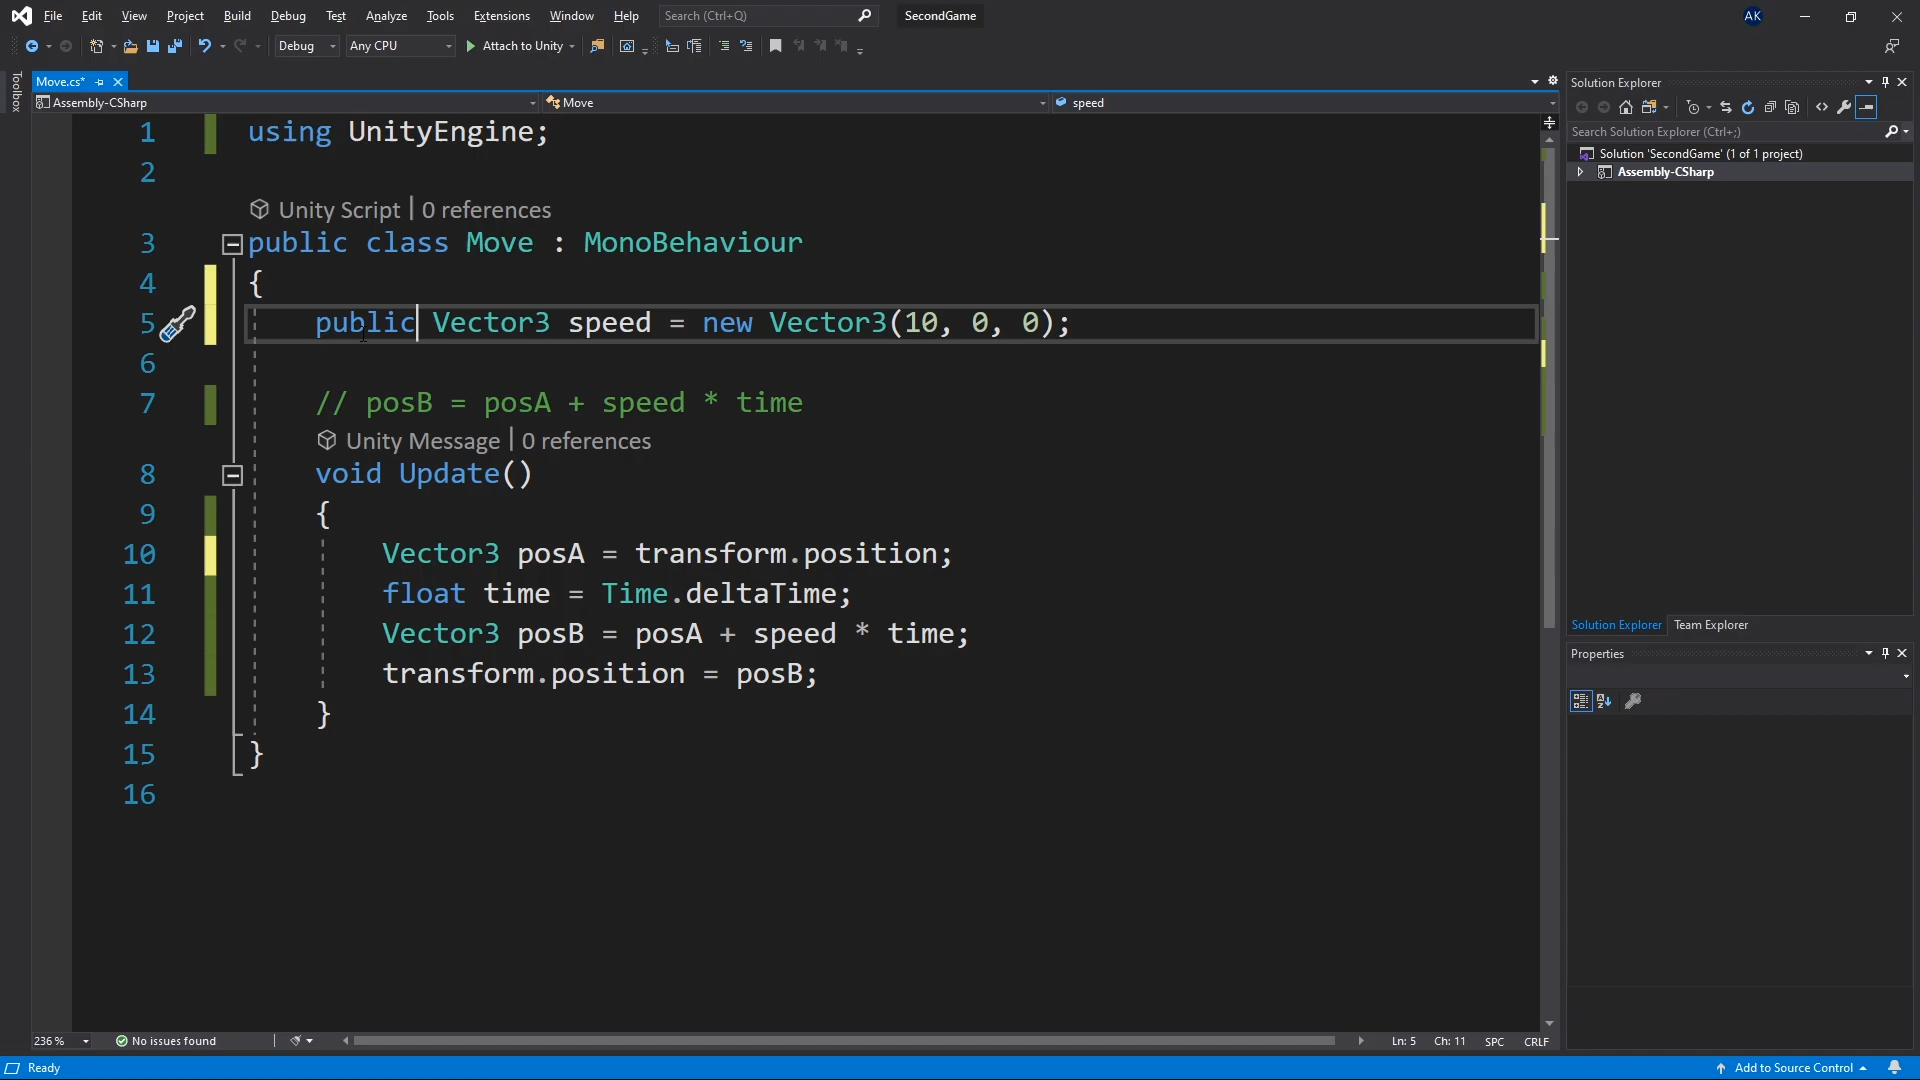 File Edit View Project Build Debug Test Analyze Tools Extensions Window Help Search (Ctrl+Q) SecondGame AK
Debug Any CPU Attach to Unity
Toolbox
Move.cs*
Assembly-CSharp Move speed
1 using UnityEngine;
2
Unity Script | 0 references
3 public class Move : MonoBehaviour
4 {
5 public Vector3 speed = new Vector3(10, 0, 0);
6
7 // posB = posA + speed * time
Unity Message | 0 references
8 void Update()
9 {
10 Vector3 posA = transform.position;
11 float time = Time.deltaTime;
12 Vector3 posB = posA + speed * time;
13 transform.position = posB;
14 }
15 }
16
236 % No issues found Ln: 5 Ch: 11 SPC CRLF
Solution Explorer
Search Solution Explorer (Ctrl+;)
Solution 'SecondGame' (1 of 1 project)
Assembly-CSharp
Solution Explorer Team Explorer
Properties
Ready Add to Source Control